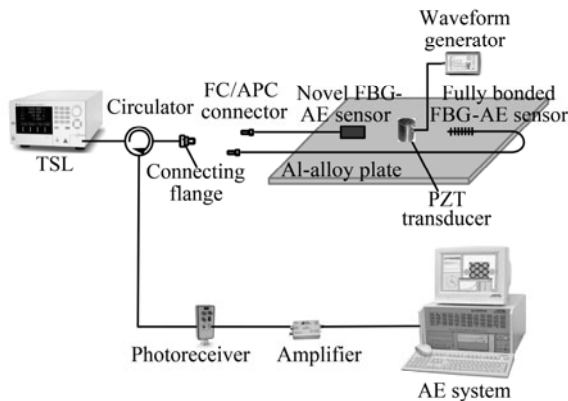 Waveform
generator
FC/APC
connector
Novel FBG-
AE sensor
Fully bonded
FBG-AE sensor
Circulator
TSL
Connecting
flange
Al-alloy plate
PZT
transducer
Photoreceiver
Amplifier
AE system